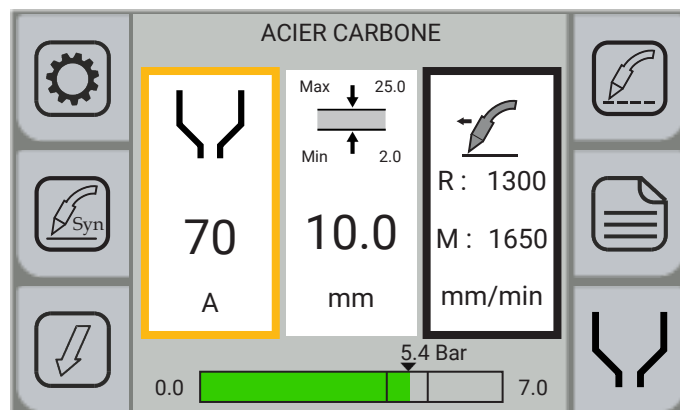 ACIER CARBONE
Syn
70
A
Max 25.0
Min 2.0
10.0
mm
R : 1300
M : 1650
mm/min
5.4 Bar
0.0 7.0